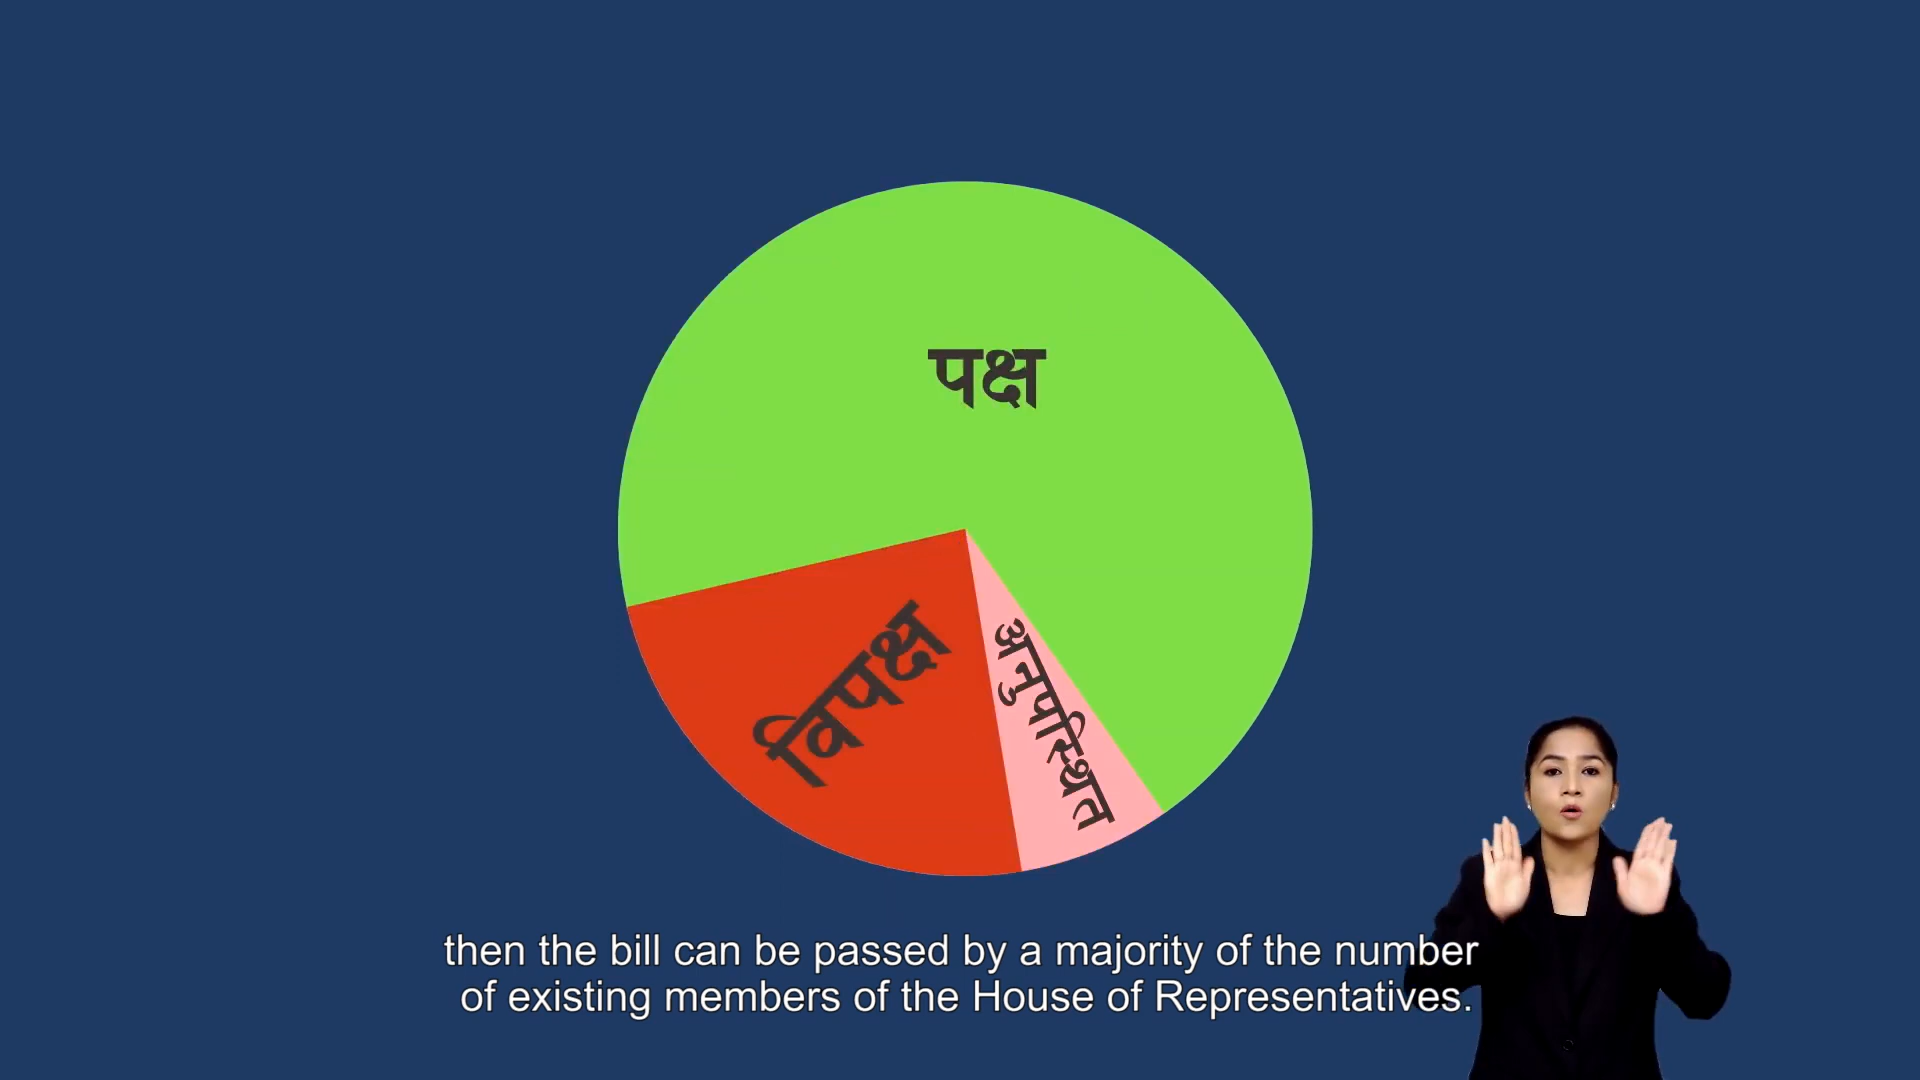 पक्ष
विपक्ष
अनुपस्थित
then the bill can be passed by a majority of the number
of existing members of the House of Representatives.